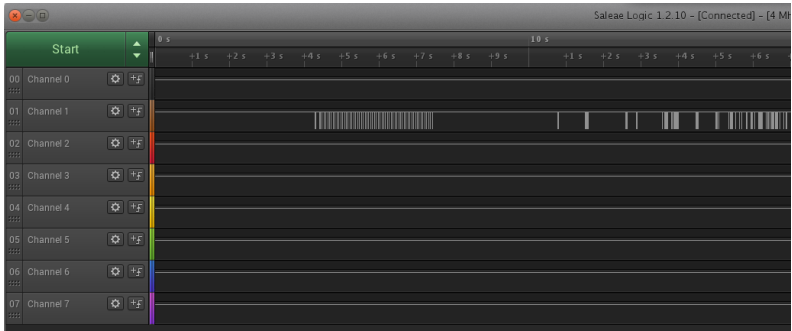 Saleae Logic 1.2.10 - [Connected] - [4 Mh
Start
0 s
10 s
+1 s
+2 s
+3 s
+4 s
+5 s
+6 s
+7 s
+8 s
+9 s
+1 s
+2 s
+3 s
+4 s
+5 s
+6 s
00 Channel 0
01 Channel 1
02 Channel 2
03 Channel 3
04 Channel 4
05 Channel 5
06 Channel 6
07 Channel 7